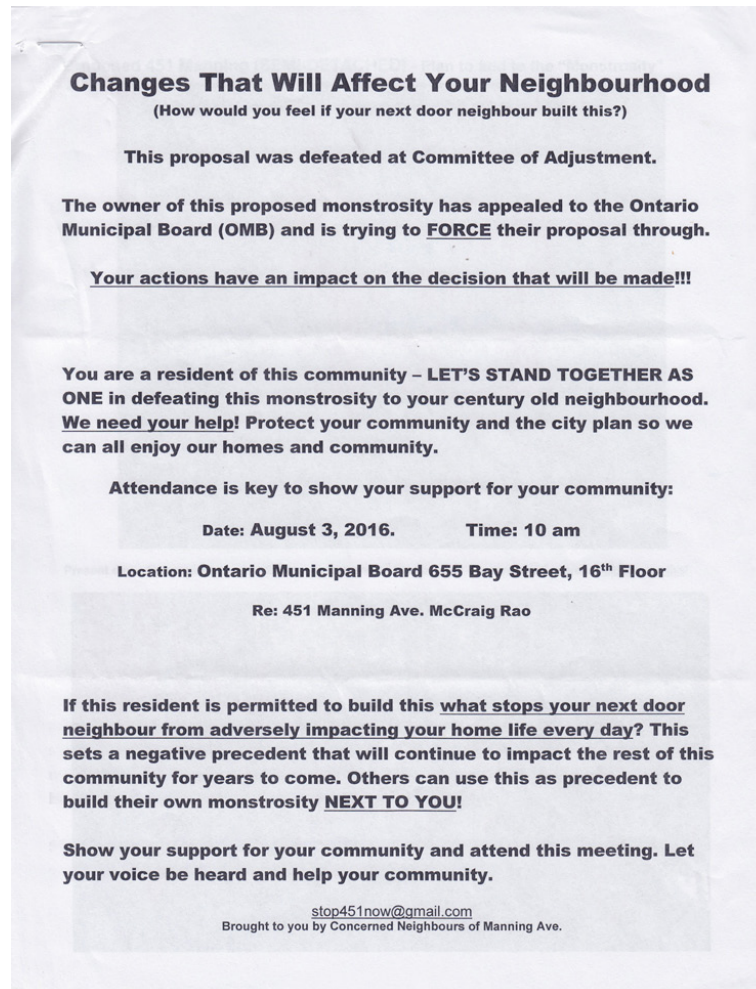 Changes That Will Affect Your Neighbourhood
(How would you feel if your next door neighbour built this?)
This proposal was defeated at Committee of Adjustment.
The owner of this proposed monstrosity has appealed to the Ontario
Municipal Board (OMB) and is trying to FORCE their proposal through.
Your actions have an impact on the decision that will be made!!!
You are a resident of this community – LET'S STAND TOGETHER AS
ONE in defeating this monstrosity to your century old neighbourhood.
We need your help! Protect your community and the city plan so we
can all enjoy our homes and community.
Attendance is key to show your support for your community:
Date: August 3, 2016. Time: 10 am
Location: Ontario Municipal Board 655 Bay Street, 16th Floor
Re: 451 Manning Ave. McCraig Rao
If this resident is permitted to build this what stops your next door
neighbour from adversely impacting your home life every day? This
sets a negative precedent that will continue to impact the rest of this
community for years to come. Others can use this as precedent to
build their own monstrosity NEXT TO YOU!
Show your support for your community and attend this meeting. Let
your voice be heard and help your community.
stop451now@gmail.com
Brought to you by Concerned Neighbours of Manning Ave.